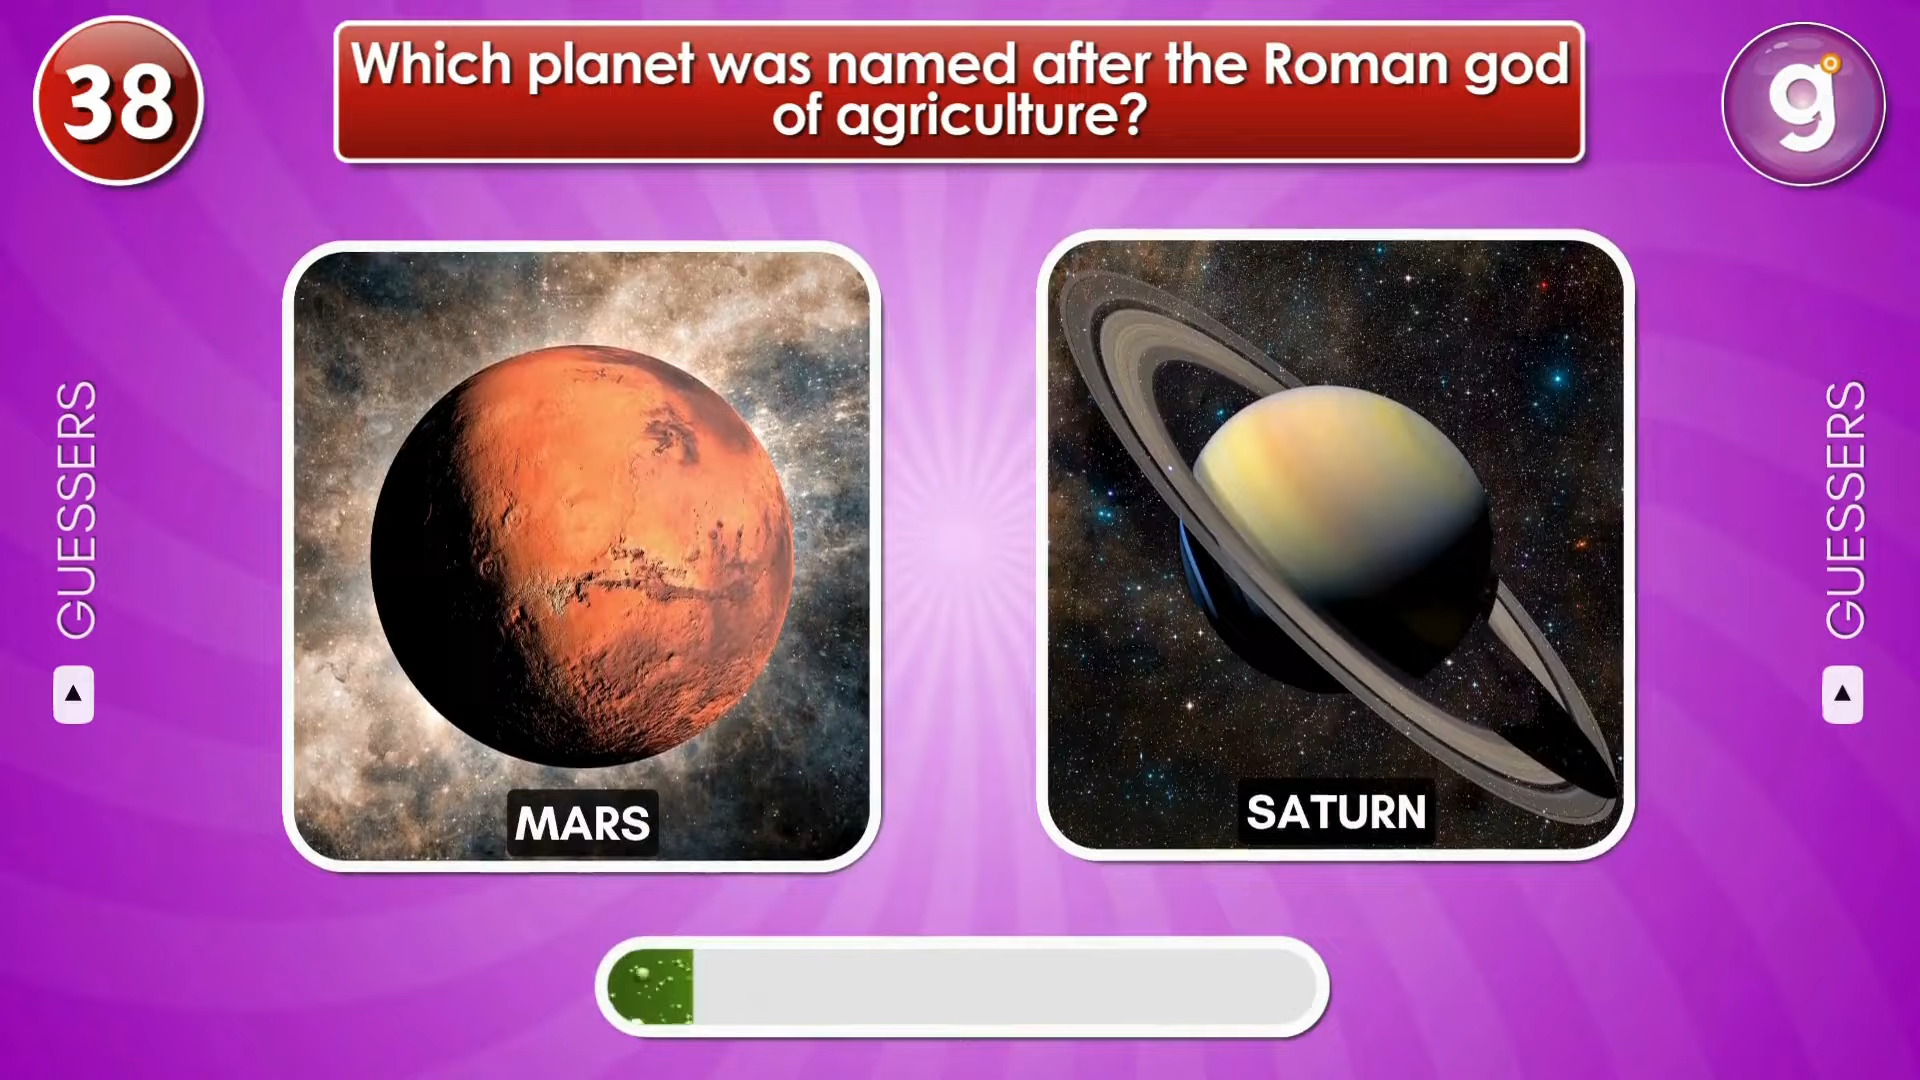 38
Which planet was named after the Roman god
of agriculture?
g
GUESSERS
GUESSERS
MARS
SATURN